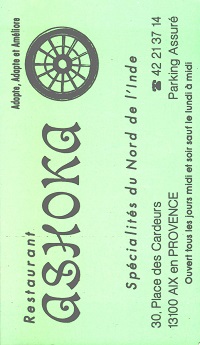 Adopte, Adapte et Améliore
Restaurant
ASHOKA
Spécialités du Nord de l'Inde
30, Place des Cardeurs
13100 AIX en PROVENCE
☎ 42 21 37 14
Parking Assuré
Ouvert tous les jours midi et soir sauf le lundi à midi